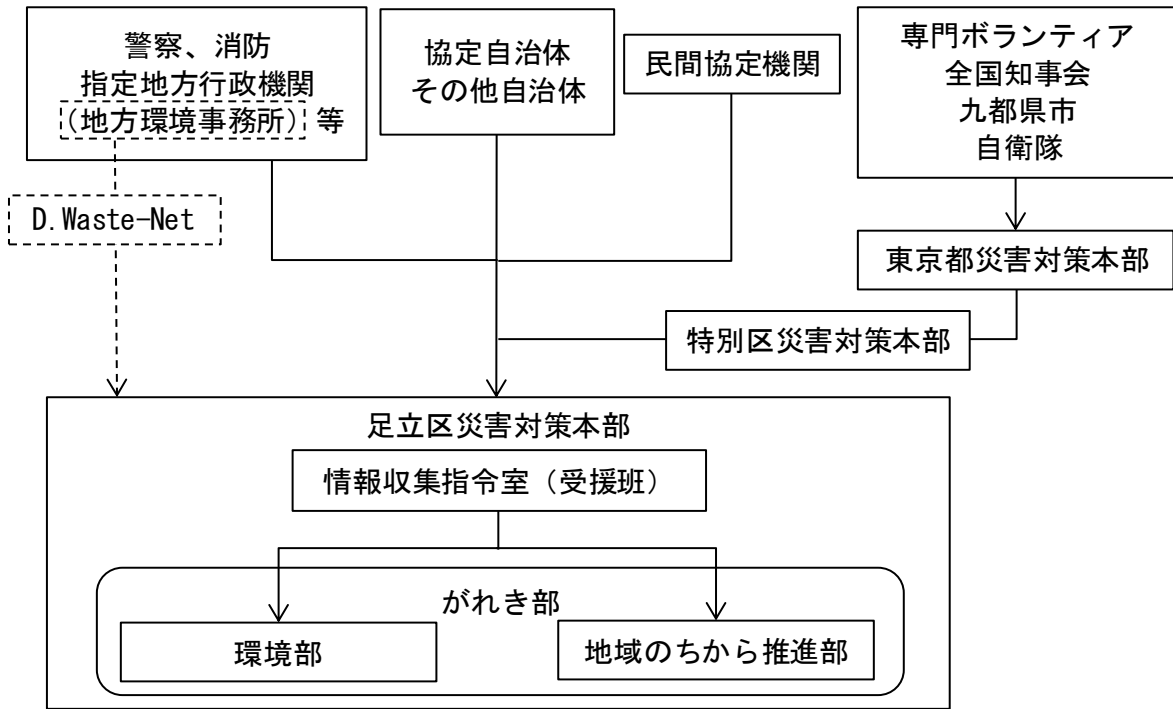 警察、消防
指定地方行政機関
(地方環境事務所) 等
協定自治体
その他自治体
民間協定機関
専門ボランティア
全国知事会
九都県市
自衛隊
D.Waste-Net
東京都災害対策本部
特別区災害対策本部
足立区災害対策本部
情報収集指令室（受援班）
がれき部
環境部
地域のちから推進部